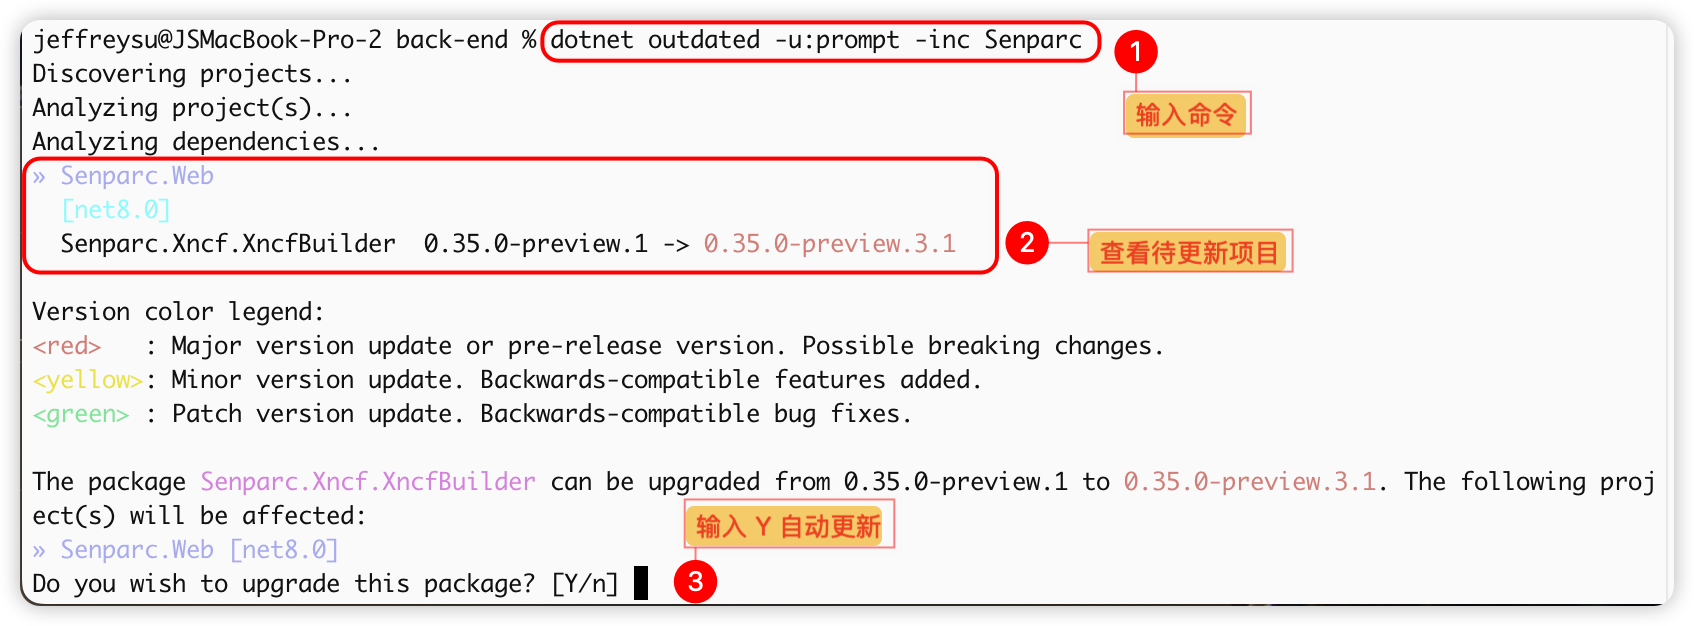 jeffreysu@JSMacBook-Pro-2 back-end % dotnet outdated -u:prompt -inc Senparc
1
Discovering projects...
Analyzing project(s)...
输入命令
Analyzing dependencies...
» Senparc.Web
[net8.0]
Senparc.Xncf.XncfBuilder  0.35.0-preview.1 -> 0.35.0-preview.3.1
2
查看待更新项目
Version color legend:
<red>   : Major version update or pre-release version. Possible breaking changes.
<yellow>: Minor version update. Backwards-compatible features added.
<green> : Patch version update. Backwards-compatible bug fixes.
The package Senparc.Xncf.XncfBuilder can be upgraded from 0.35.0-preview.1 to 0.35.0-preview.3.1. The following proj
ect(s) will be affected:
输入 Y 自动更新
» Senparc.Web [net8.0]
Do you wish to upgrade this package? [Y/n]
3